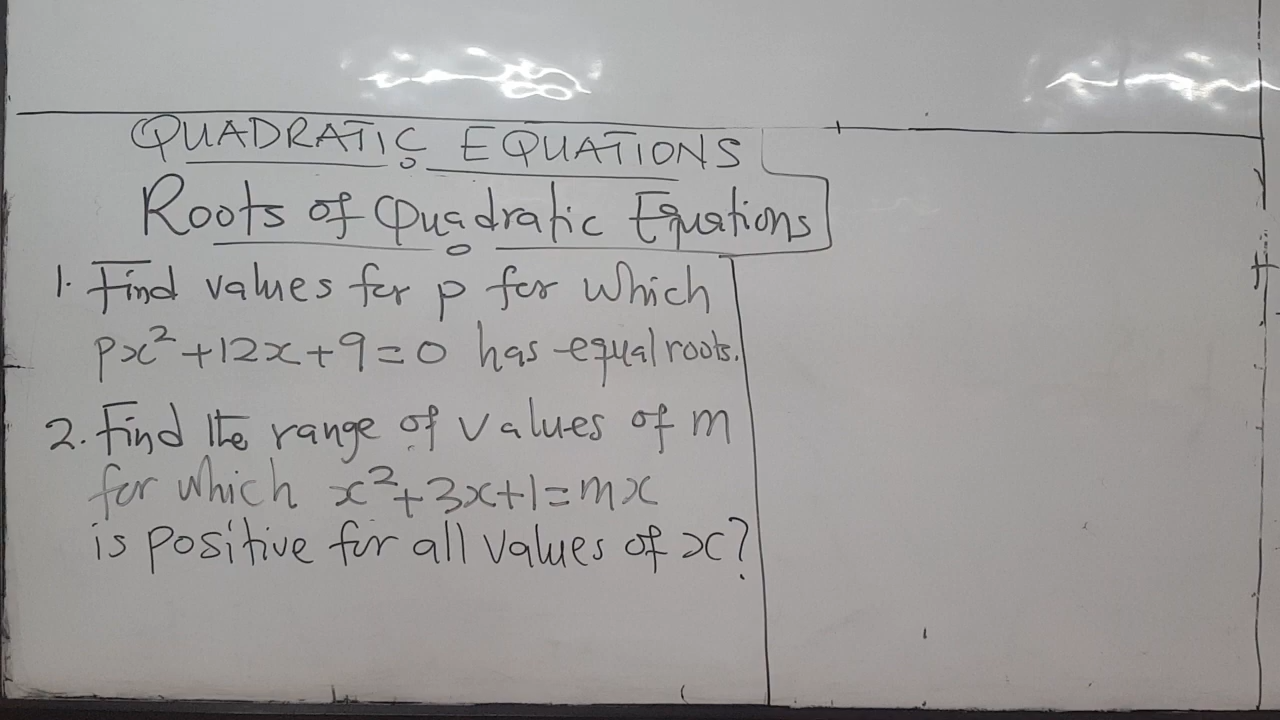 QUADRATIC EQUATIONS
Roots of Quadratic Equations
1. Find values for p for which
px²+12x+9=0 has equal roots.
2. Find the range of values of m
for which x²+3x+1=mx
is positive for all values of x?